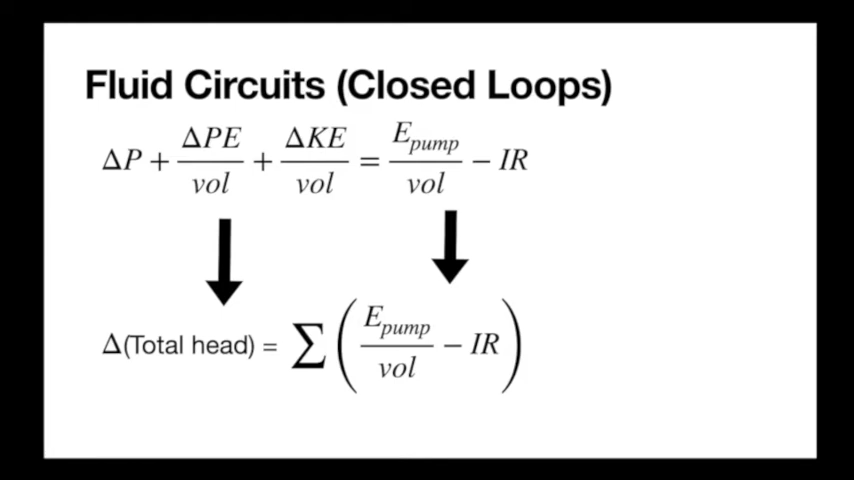 Fluid Circuits (Closed Loops)
ΔP + ΔPE/vol + ΔKE/vol = E_pump/vol − IR
Δ(Total head) = ∑ (E_pump/vol − IR)